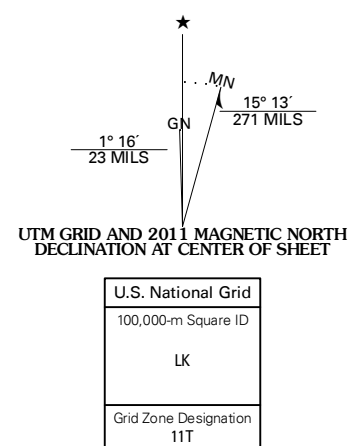 ★
MN
15° 13´
271 MILS
GN
1° 16´
23 MILS
UTM GRID AND 2011 MAGNETIC NORTH
DECLINATION AT CENTER OF SHEET
U.S. National Grid
100,000-m Square ID
LK
Grid Zone Designation
11T